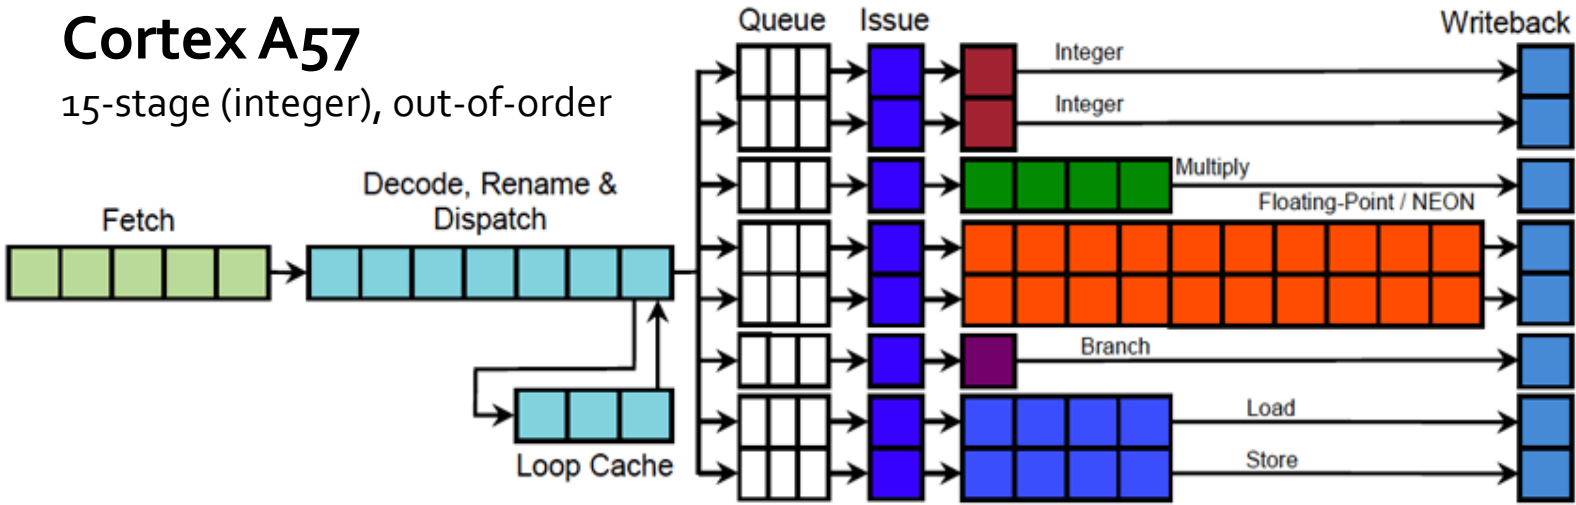 Cortex A57
15-stage (integer), out-of-order
Queue
Issue
Writeback
Integer
Integer
Decode, Rename &
Dispatch
Fetch
Multiply
Floating-Point / NEON
Branch
Load
Loop Cache
Store